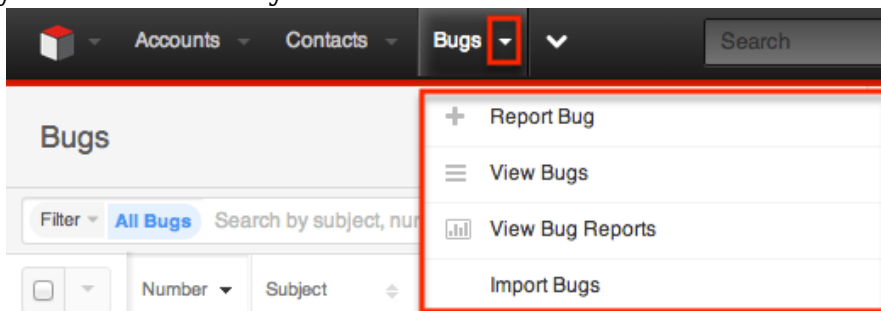 Accounts Contacts Bugs Search
Bugs
Report Bug
View Bugs
View Bug Reports
Import Bugs
Filter All Bugs Search by subject, nur
Number Subject